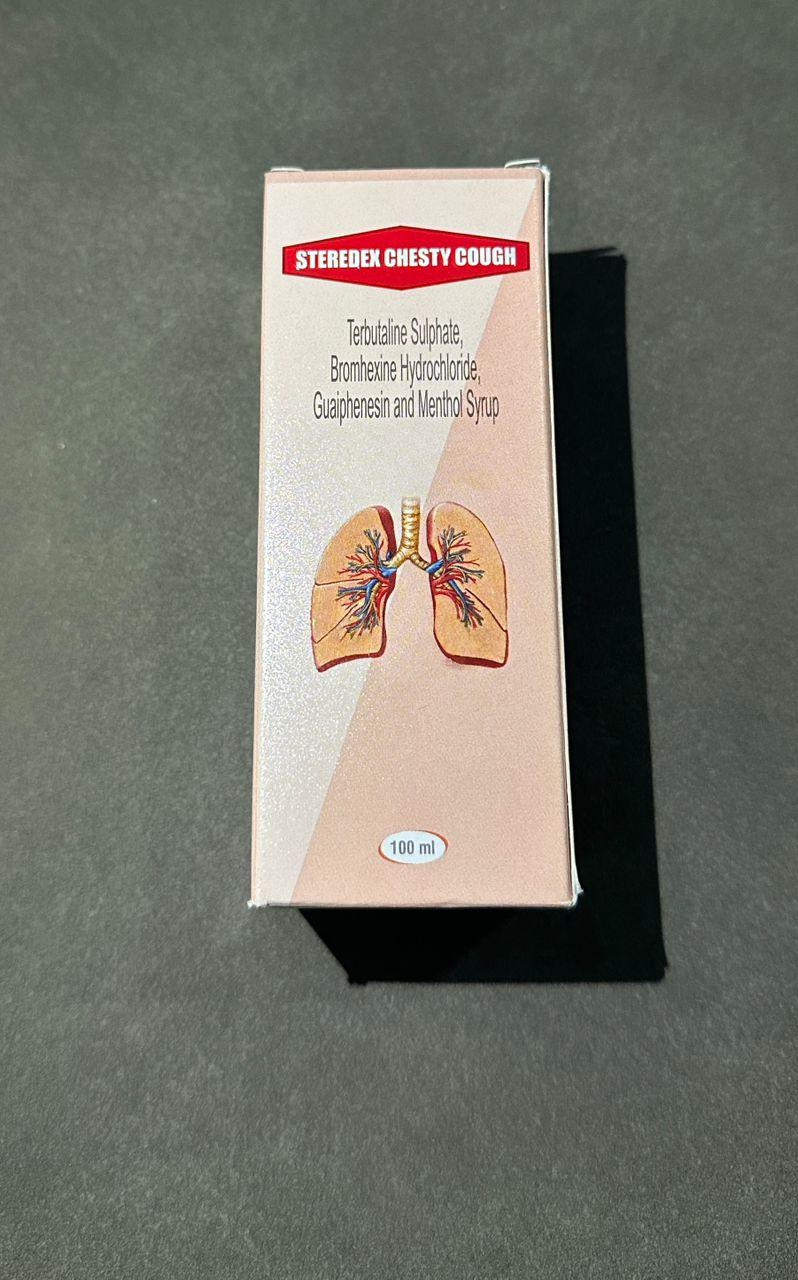 STEREDEX CHESTY COUGH
Terbutaline Sulphate,
Bromhexine Hydrochloride,
Guaiphenesin and Menthol Syrup
100 ml